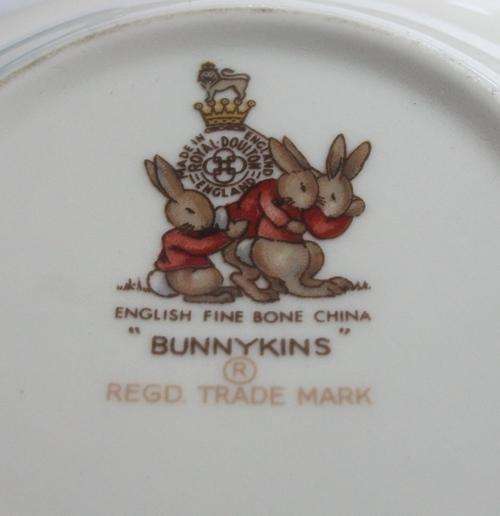 MADE IN ENGLAND
ROYAL·DOULTON
ENGLAND
ENGLISH FINE BONE CHINA
"BUNNYKINS"
®
REGD. TRADE MARK